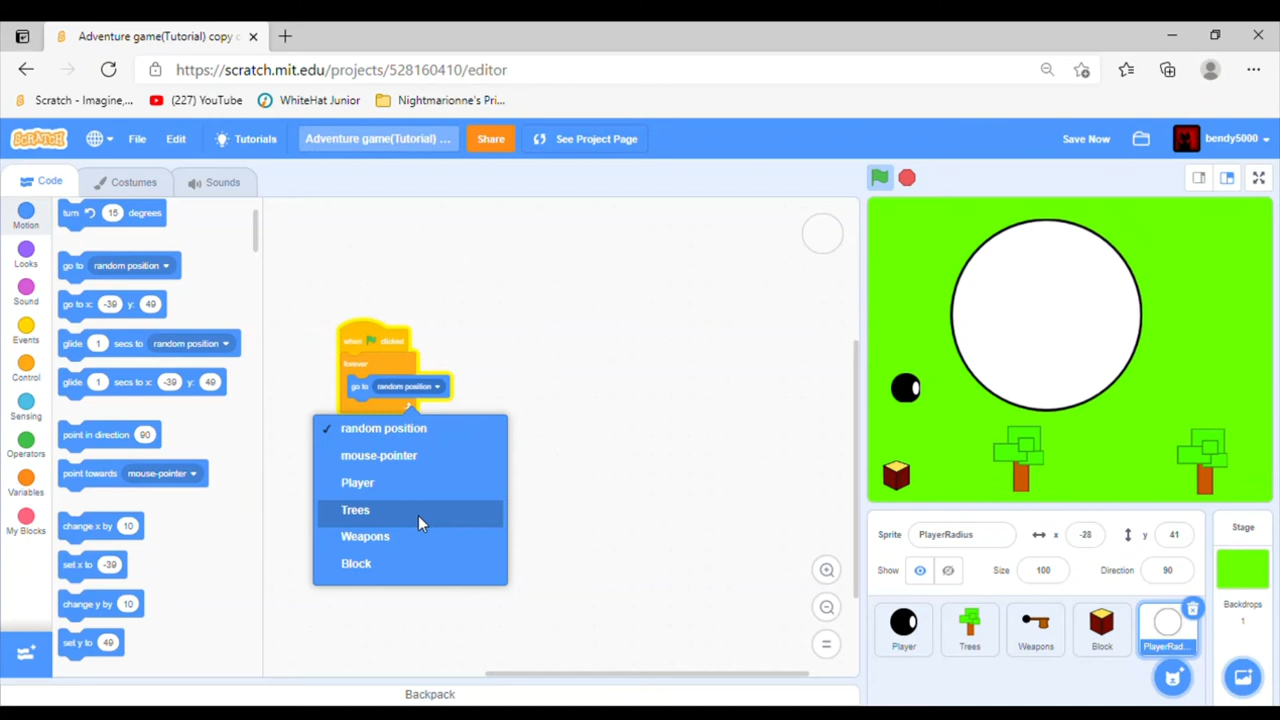 Adventure game(Tutorial) copy
https://scratch.mit.edu/projects/528160410/editor
Scratch - Imagine,... (227) YouTube WhiteHat Junior Nightmarionne's Pri...
SCRATCH File Edit Tutorials Adventure game(Tutorial) ... Share See Project Page Save Now bendy5000
Code Costumes Sounds
Motion
Looks
Sound
Events
Control
Sensing
Operators
Variables
My Blocks
turn 15 degrees
go to random position
go to x: -39 y: 49
glide 1 secs to random position
glide 1 secs to x: -39 y: 49
point in direction 90
point towards mouse-pointer
change x by 10
set x to -39
change y by 10
set y to 49
when clicked
forever
go to random position
✓ random position
mouse-pointer
Player
Trees
Weapons
Block
Sprite PlayerRadius x -28 y 41
Show Size 100 Direction 90
Player Trees Weapons Block PlayerRad...
Stage
Backdrops
1
Backpack